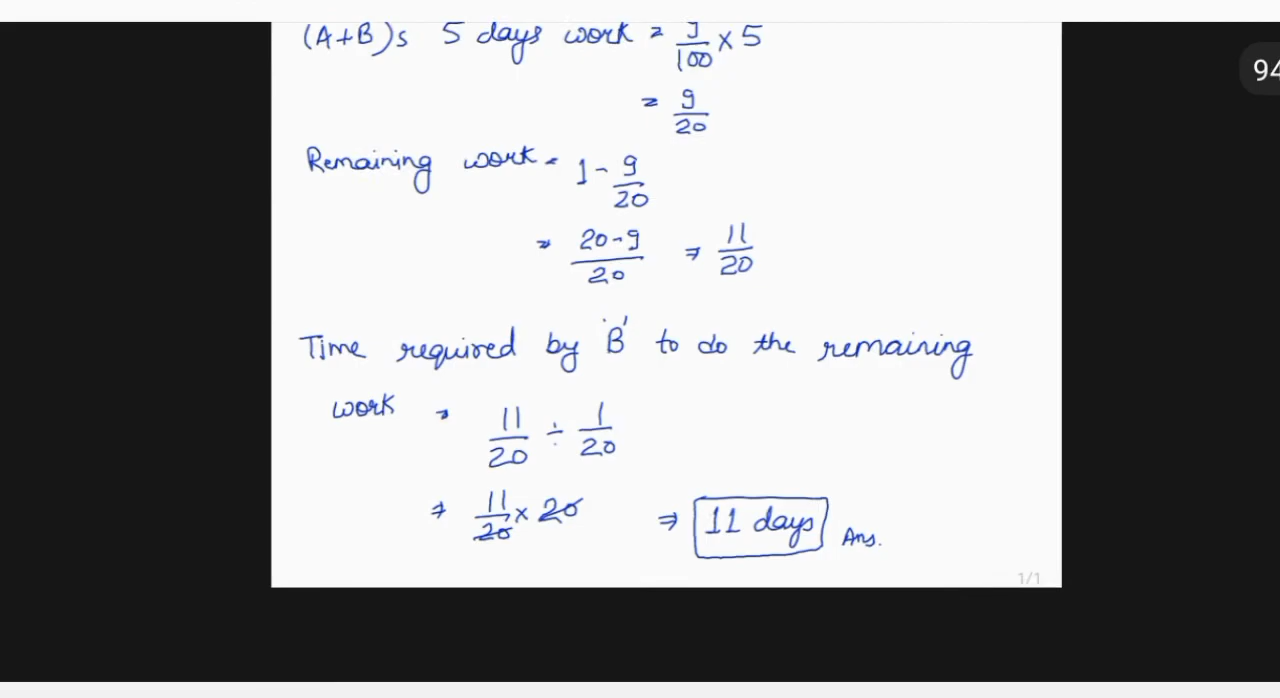 (A+B)s 5 days work = 9/100 × 5
= 9/20
Remaining work = 1 - 9/20
= 20-9/20 ⇒ 11/20
Time required by 'B' to do the remaining
work ⇒ 11/20 ÷ 1/20
⇒ 11/20 × 20 ⇒ 11 days Ans.
1/1
94